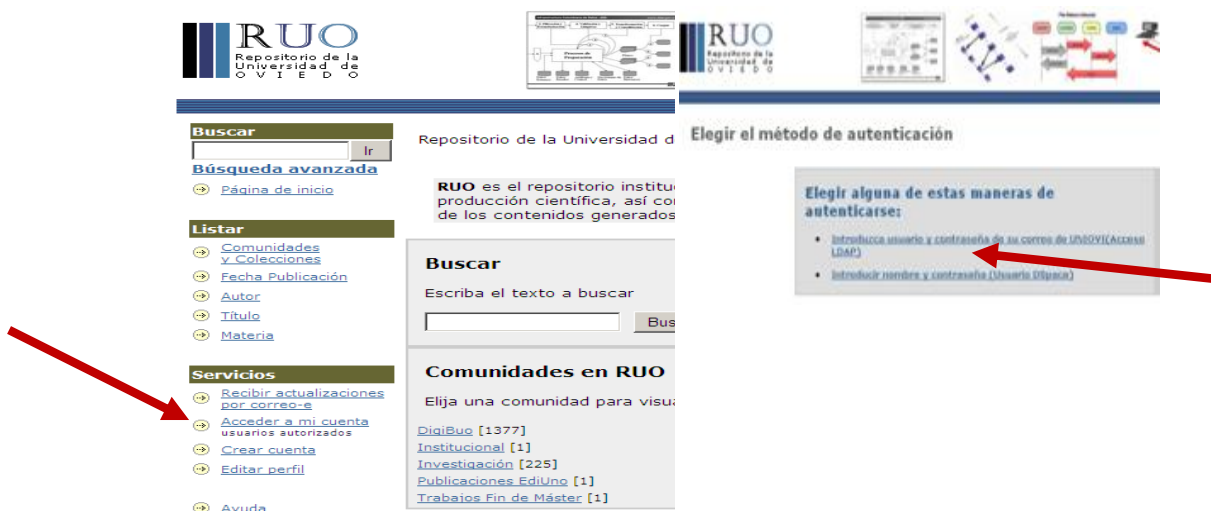 RUO
Repositorio de la
Universidad de
OVIEDO
Buscar
Ir
Búsqueda avanzada
Página de inicio
Listar
Comunidades
y Colecciones
Fecha Publicación
Autor
Título
Materia
Servicios
Recibir actualizaciones
por correo-e
Acceder a mi cuenta
usuarios autorizados
Crear cuenta
Editar perfil
Ayuda
Repositorio de la Universidad d
RUO es el repositorio institu
producción científica, así co
de los contenidos generados
Buscar
Escriba el texto a buscar
Bus
Comunidades en RUO
Elija una comunidad para visua
DigiBuo [1377]
Institucional [1]
Investigación [225]
Publicaciones EdiUno [1]
Trabajos Fin de Máster [1]
RUO
Repositorio de la
Universidad de
OVIEDO
Elegir el método de autenticación
Elegir alguna de estas maneras de
autenticarse:
Introduzca usuario y contraseña de su correo de UNIOVI(Acceso
LDAP)
Introducir nombre y contraseña (Usuario DSpace)